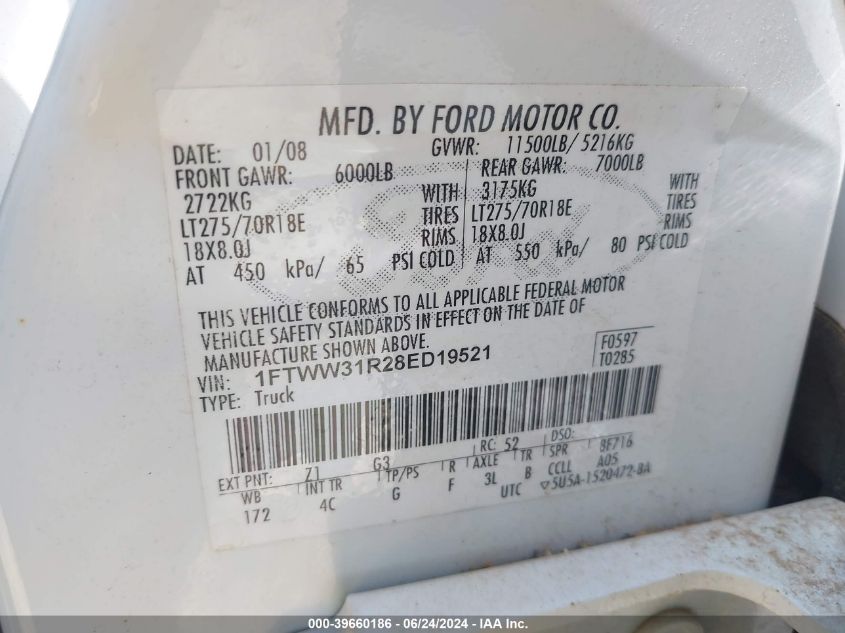 MFD. BY FORD MOTOR CO.
DATE: 01/08 GVWR: 11500LB/ 5216KG
FRONT GAWR: 6000LB REAR GAWR: 7000LB
2722KG WITH 3175KG WITH
LT275/70R18E TIRES LT275/70R18E TIRES
18X8.0J RIMS 18X8.0J RIMS
AT 450 kPa/ 65 PSI COLD AT 550 kPa/ 80 PSI COLD
THIS VEHICLE CONFORMS TO ALL APPLICABLE FEDERAL MOTOR
VEHICLE SAFETY STANDARDS IN EFFECT ON THE DATE OF
MANUFACTURE SHOWN ABOVE.
F0597
VIN: 1FTWW31R28ED19521
T0285
TYPE: Truck
EXT PNT: Z1 G3 RC: 52 DSO:
WB INT TR TP/PS R AXLE TR SPR 8F716
172 4C G F 3L B CCLL A05
UTC ▽5U5A-1520472-BA
000-39660186 / 06/24/2024 - IAA Inc.